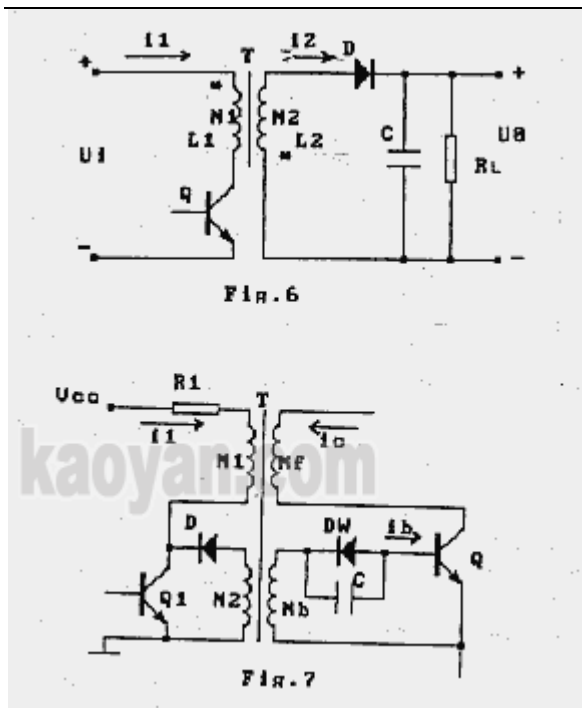 i1 T i2 D
+ +
N1 N2
L1 L2
C
Ui U0
RL
Q
- -
Fig.6
Vcc R1 T
i1 ic
N1 Nf
kaoyan.com
D DW ib
Q1 N2 C Q
Nb
Fig.7